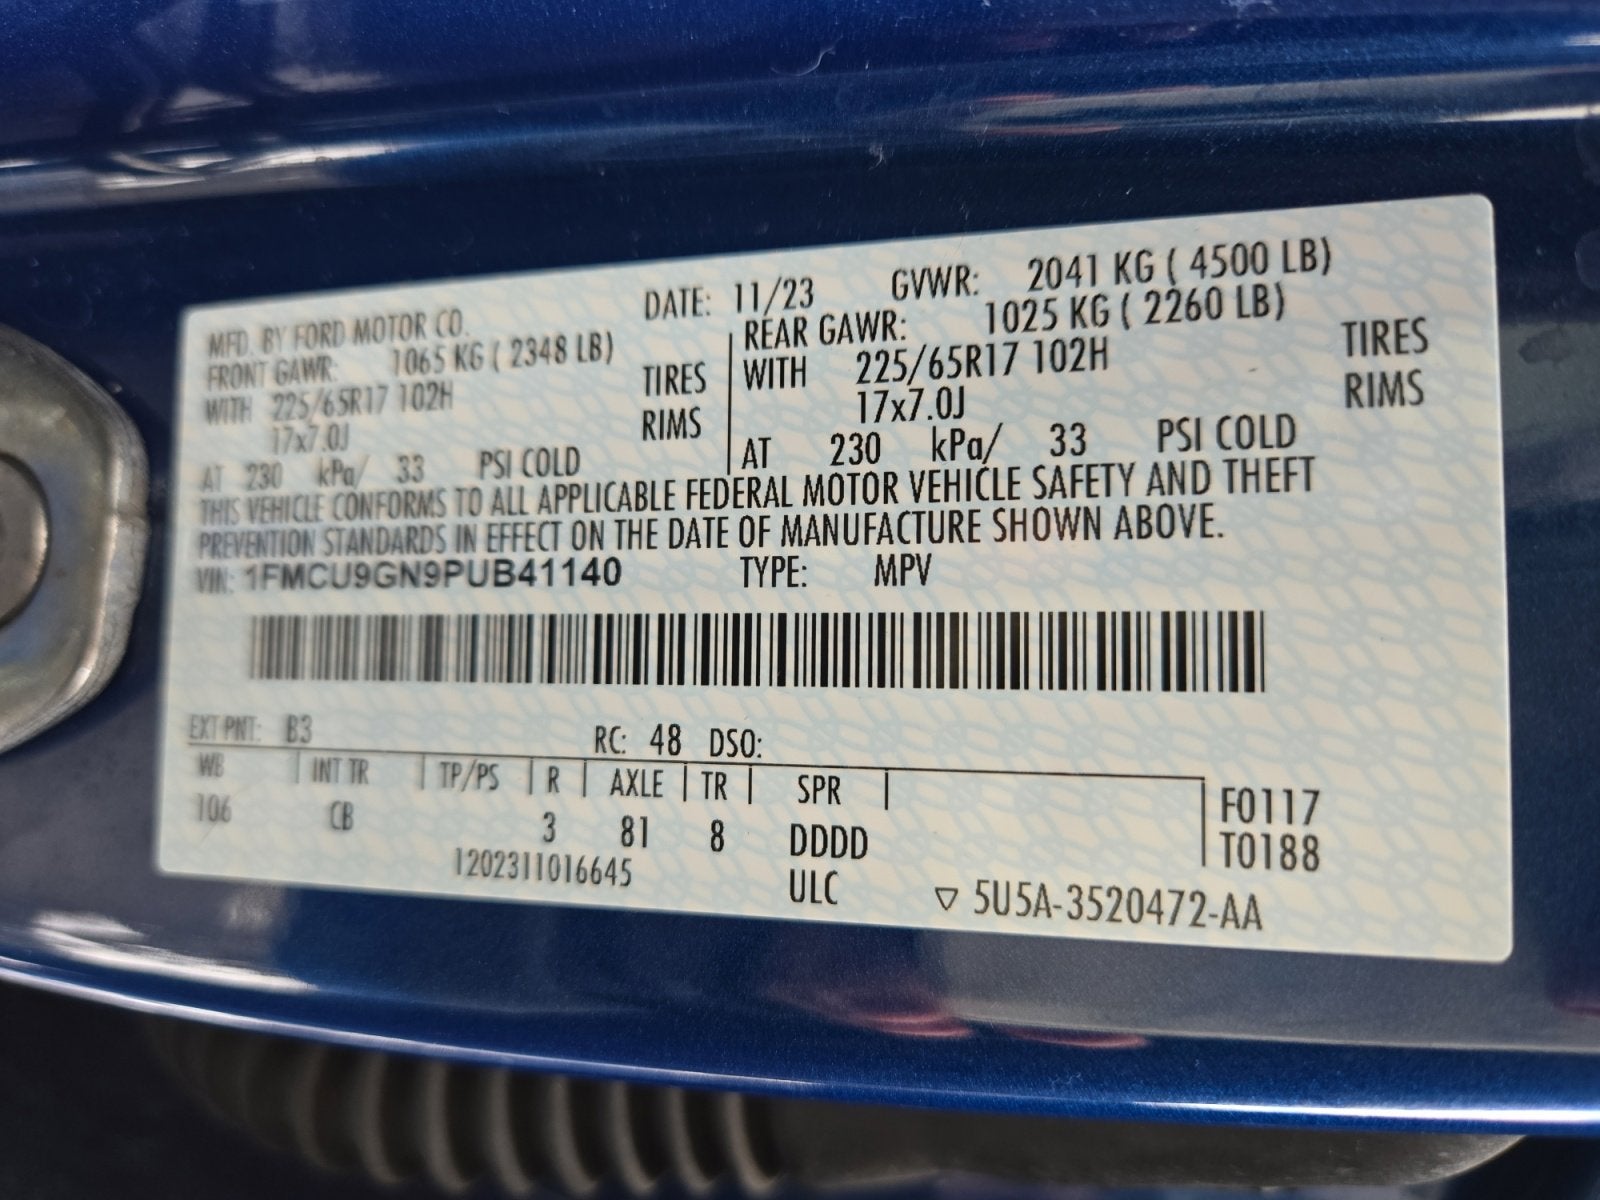 MFD. BY FORD MOTOR CO. DATE: 11/23 GVWR: 2041 KG ( 4500 LB)
FRONT GAWR: 1065 KG ( 2348 LB) REAR GAWR: 1025 KG ( 2260 LB)
WITH 225/65R17 102H TIRES WITH 225/65R17 102H TIRES
17x7.0J RIMS 17x7.0J RIMS
AT 230 kPa/ 33 PSI COLD AT 230 kPa/ 33 PSI COLD
THIS VEHICLE CONFORMS TO ALL APPLICABLE FEDERAL MOTOR VEHICLE SAFETY AND THEFT
PREVENTION STANDARDS IN EFFECT ON THE DATE OF MANUFACTURE SHOWN ABOVE.
VIN: 1FMCU9GN9PUB41140 TYPE: MPV
EXT PNT: B3 RC: 48 DSO:
WB INT TR TP/PS R AXLE TR SPR F0117
106 CB 3 81 8 DDDD T0188
1202311016645 ULC ▽ 5U5A-3520472-AA